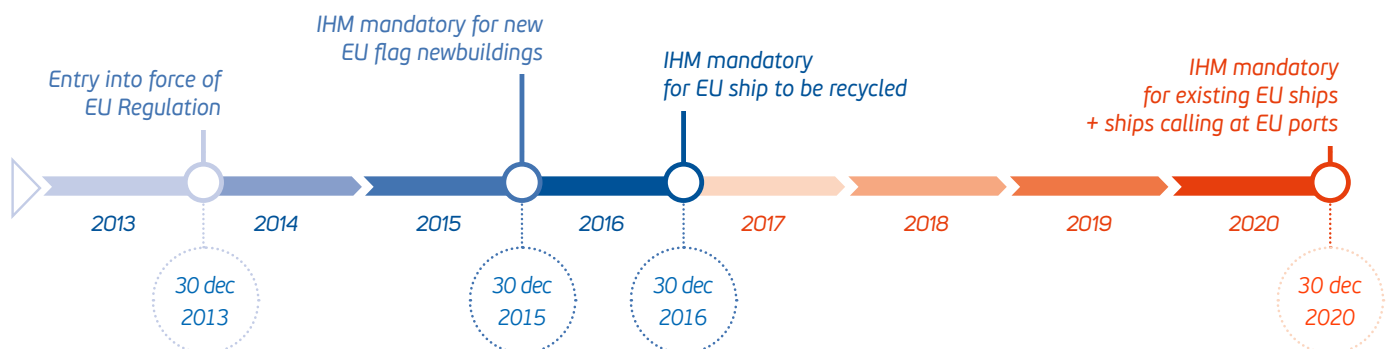 IHM mandatory for new
EU flag newbuildings
IHM mandatory
for EU ship to be recycled
IHM mandatory
for existing EU ships
+ ships calling at EU ports
Entry into force of
EU Regulation
2013
2014
2015
2016
2017
2018
2019
2020
30 dec
2013
30 dec
2015
30 dec
2016
30 dec
2020